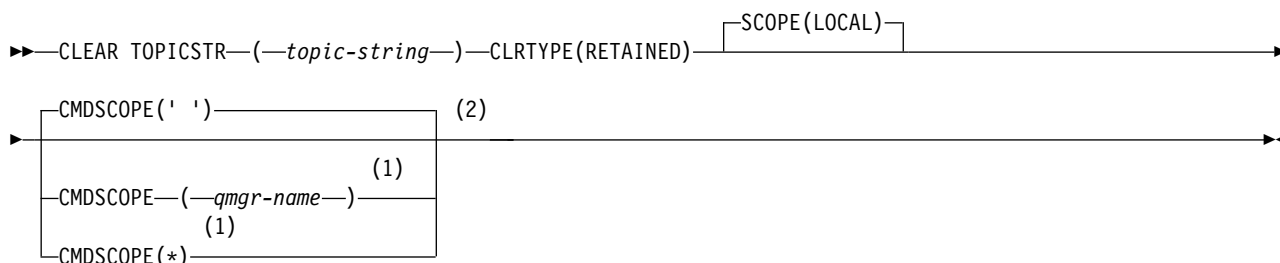 SCOPE(LOCAL)
CLEAR TOPICSTR ( topic-string ) CLRTYPE(RETAINED)
CMDSCOPE(' ') (2)
(1)
CMDSCOPE ( qmgr-name )
(1)
CMDSCOPE(*)